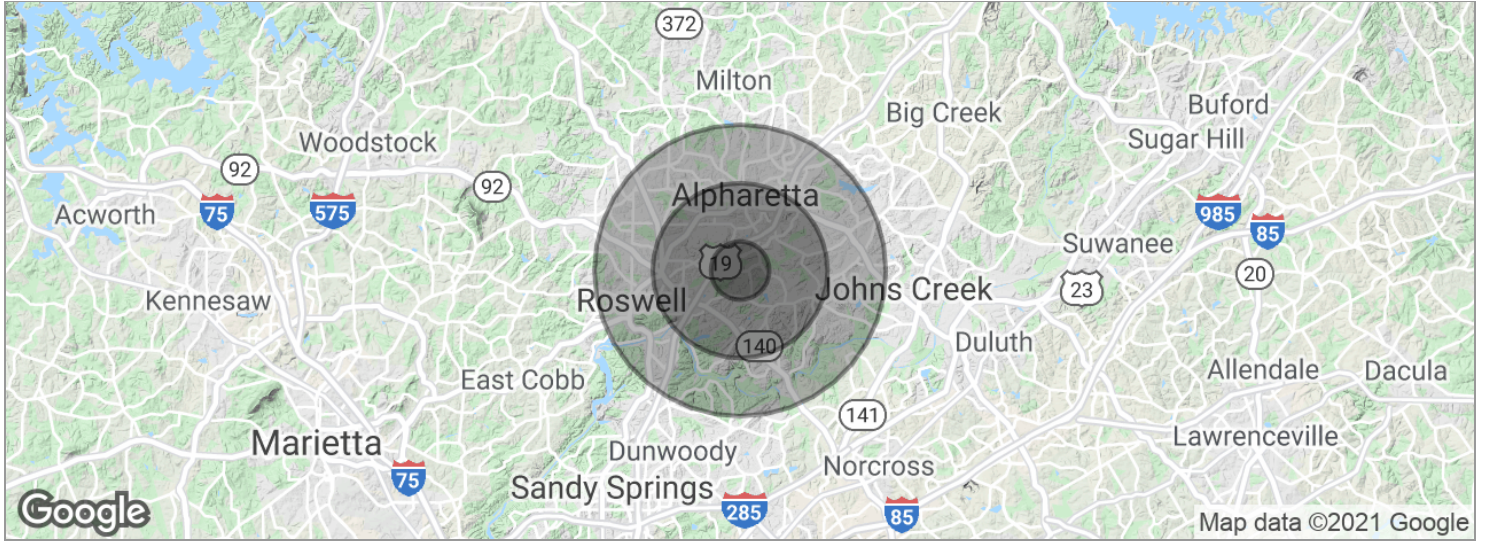 372
Milton
Big Creek
Buford
Sugar Hill
Woodstock
92
92
Alpharetta
Acworth
75
575
985
85
Suwanee
19
20
23
Kennesaw
Roswell
Johns Creek
140
Duluth
East Cobb
Allendale
Dacula
141
Marietta
Dunwoody
Lawrenceville
Norcross
75
Sandy Springs
285
85
Google
Map data ©2021 Google